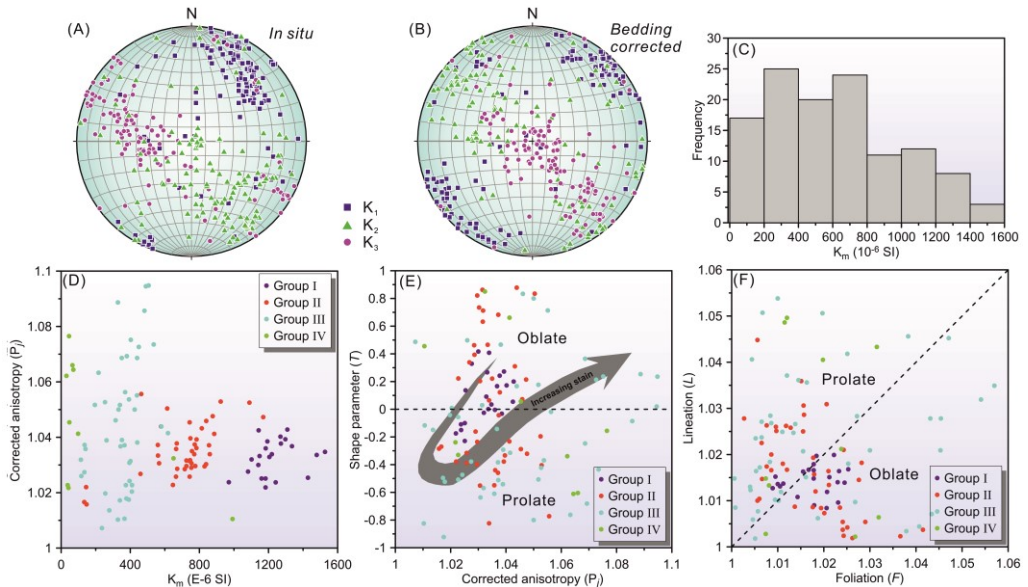 (A)
N
In situ
(B)
N
Bedding
corrected
K1
K2
K3
(C)
30
25
20
15
10
5
0
Frequency
0 200 400 600 800 1000 1200 1400 1600
Km (10-6 SI)
(D)
1.1
1.08
1.06
1.04
1.02
1
Corrected anisotropy (Pj)
0 400 800 1200 1600
Km (E-6 SI)
Group I
Group II
Group III
Group IV
(E)
1
0.8
0.6
0.4
0.2
0
-0.2
-0.4
-0.6
-0.8
-1
Shape parameter (T)
Oblate
Increasing stain
Prolate
Group I
Group II
Group III
Group IV
1 1.02 1.04 1.06 1.08 1.1
Corrected anisotropy (Pj)
(F)
1.06
1.05
1.04
1.03
1.02
1.01
1
Lineation (L)
Prolate
Oblate
Group I
Group II
Group III
Group IV
1 1.01 1.02 1.03 1.04 1.05 1.06
Foliation (F)